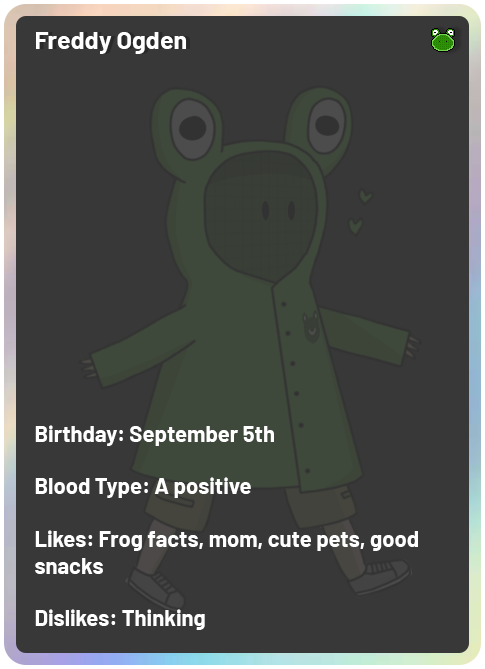 Freddy Ogden
Birthday: September 5th
Blood Type: A positive
Likes: Frog facts, mom, cute pets, good
snacks
Dislikes: Thinking